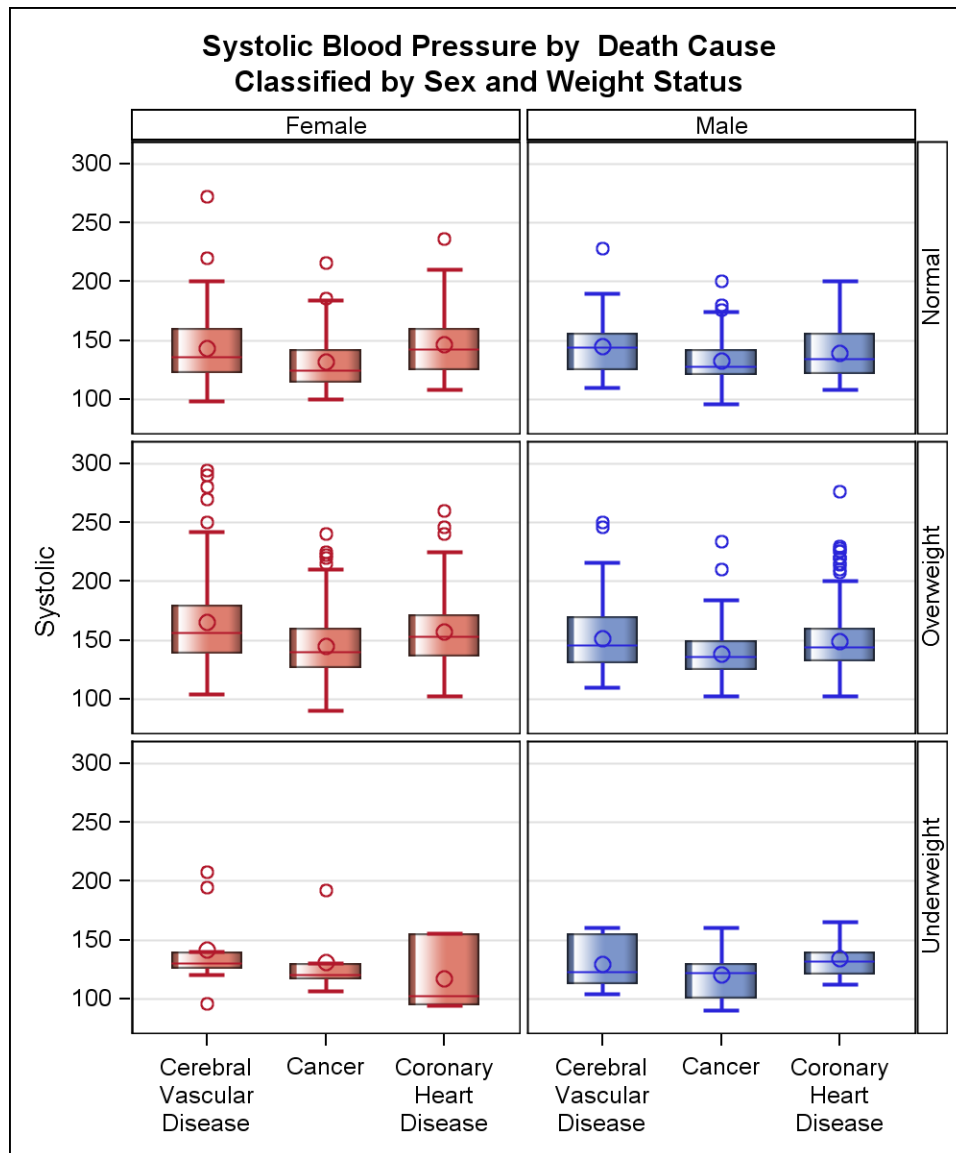 Systolic Blood Pressure by Death Cause
Classified by Sex and Weight Status
Female
Male
300
250
200
150
100
Normal
300
250
200
150
100
Overweight
Systolic
300
250
200
150
100
Underweight
Cerebral
Vascular
Disease
Cancer
Coronary
Heart
Disease
Cerebral
Vascular
Disease
Cancer
Coronary
Heart
Disease